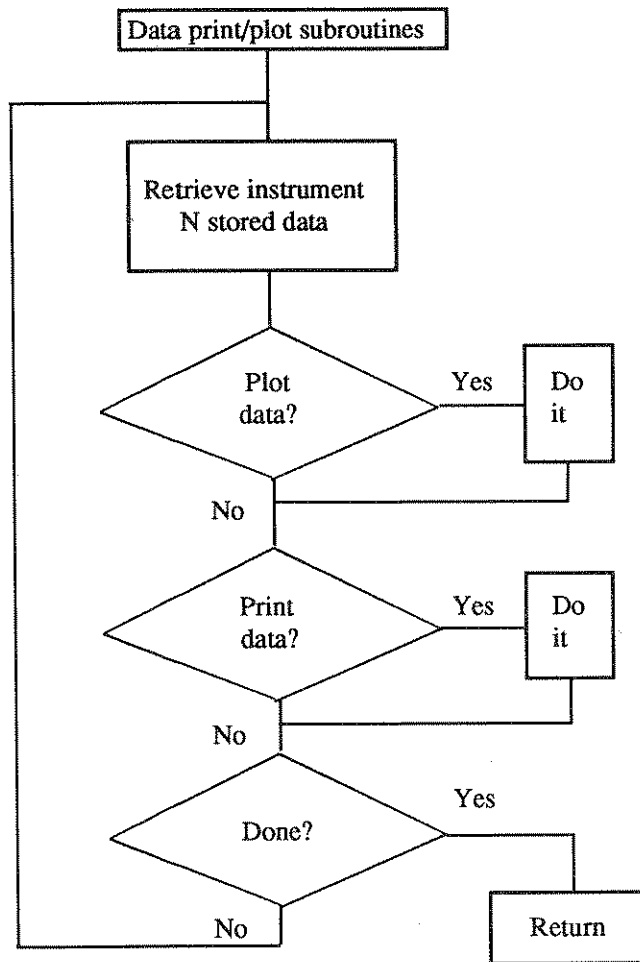 Data print/plot subroutines
Retrieve instrument
N stored data
Plot
data?
Yes
Do
it
No
Print
data?
Yes
Do
it
No
Done?
Yes
No
Return